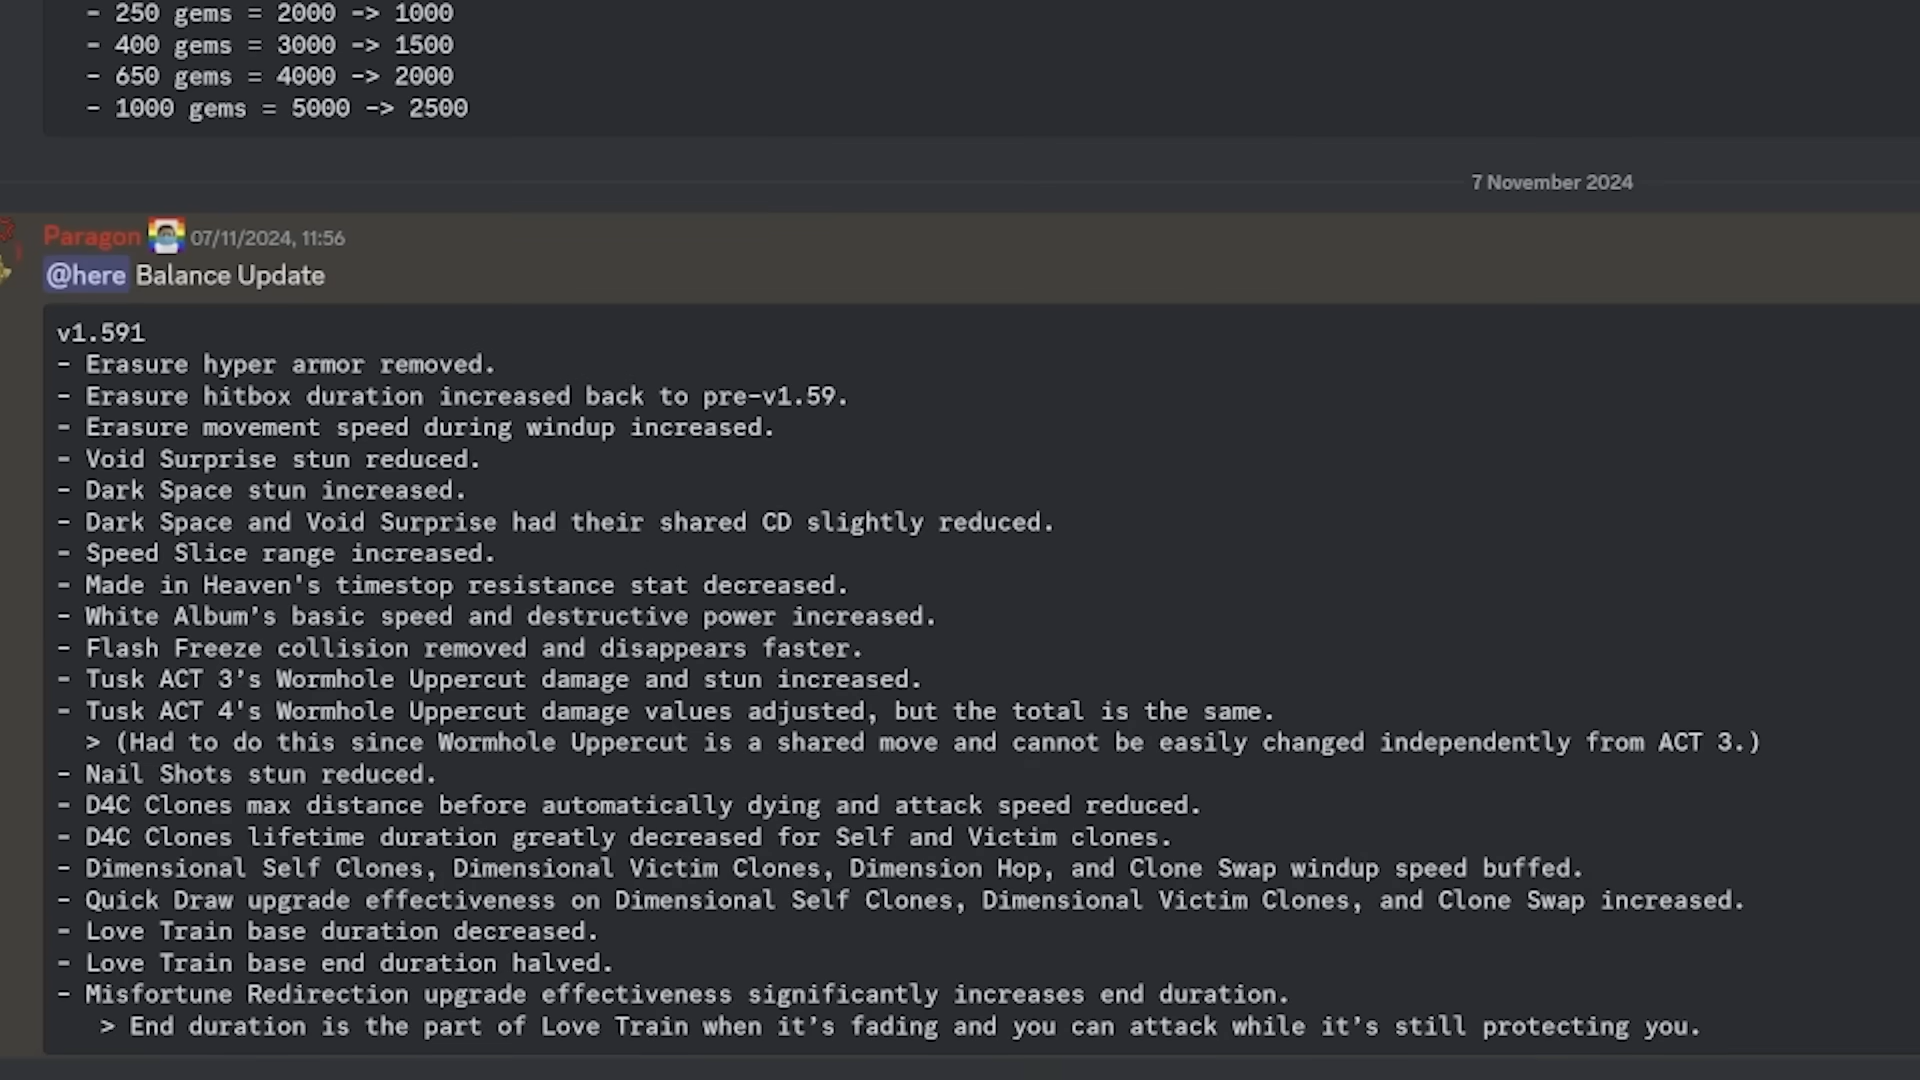 - 250 gems = 2000 -> 1000
- 400 gems = 3000 -> 1500
- 650 gems = 4000 -> 2000
- 1000 gems = 5000 -> 2500
7 November 2024
Paragon 07/11/2024, 11:56
@here Balance Update
v1.591
- Erasure hyper armor removed.
- Erasure hitbox duration increased back to pre-v1.59.
- Erasure movement speed during windup increased.
- Void Surprise stun reduced.
- Dark Space stun increased.
- Dark Space and Void Surprise had their shared CD slightly reduced.
- Speed Slice range increased.
- Made in Heaven's timestop resistance stat decreased.
- White Album’s basic speed and destructive power increased.
- Flash Freeze collision removed and disappears faster.
- Tusk ACT 3’s Wormhole Uppercut damage and stun increased.
- Tusk ACT 4's Wormhole Uppercut damage values adjusted, but the total is the same.
> (Had to do this since Wormhole Uppercut is a shared move and cannot be easily changed independently from ACT 3.)
- Nail Shots stun reduced.
- D4C Clones max distance before automatically dying and attack speed reduced.
- D4C Clones lifetime duration greatly decreased for Self and Victim clones.
- Dimensional Self Clones, Dimensional Victim Clones, Dimension Hop, and Clone Swap windup speed buffed.
- Quick Draw upgrade effectiveness on Dimensional Self Clones, Dimensional Victim Clones, and Clone Swap increased.
- Love Train base duration decreased.
- Love Train base end duration halved.
- Misfortune Redirection upgrade effectiveness significantly increases end duration.
> End duration is the part of Love Train when it’s fading and you can attack while it’s still protecting you.